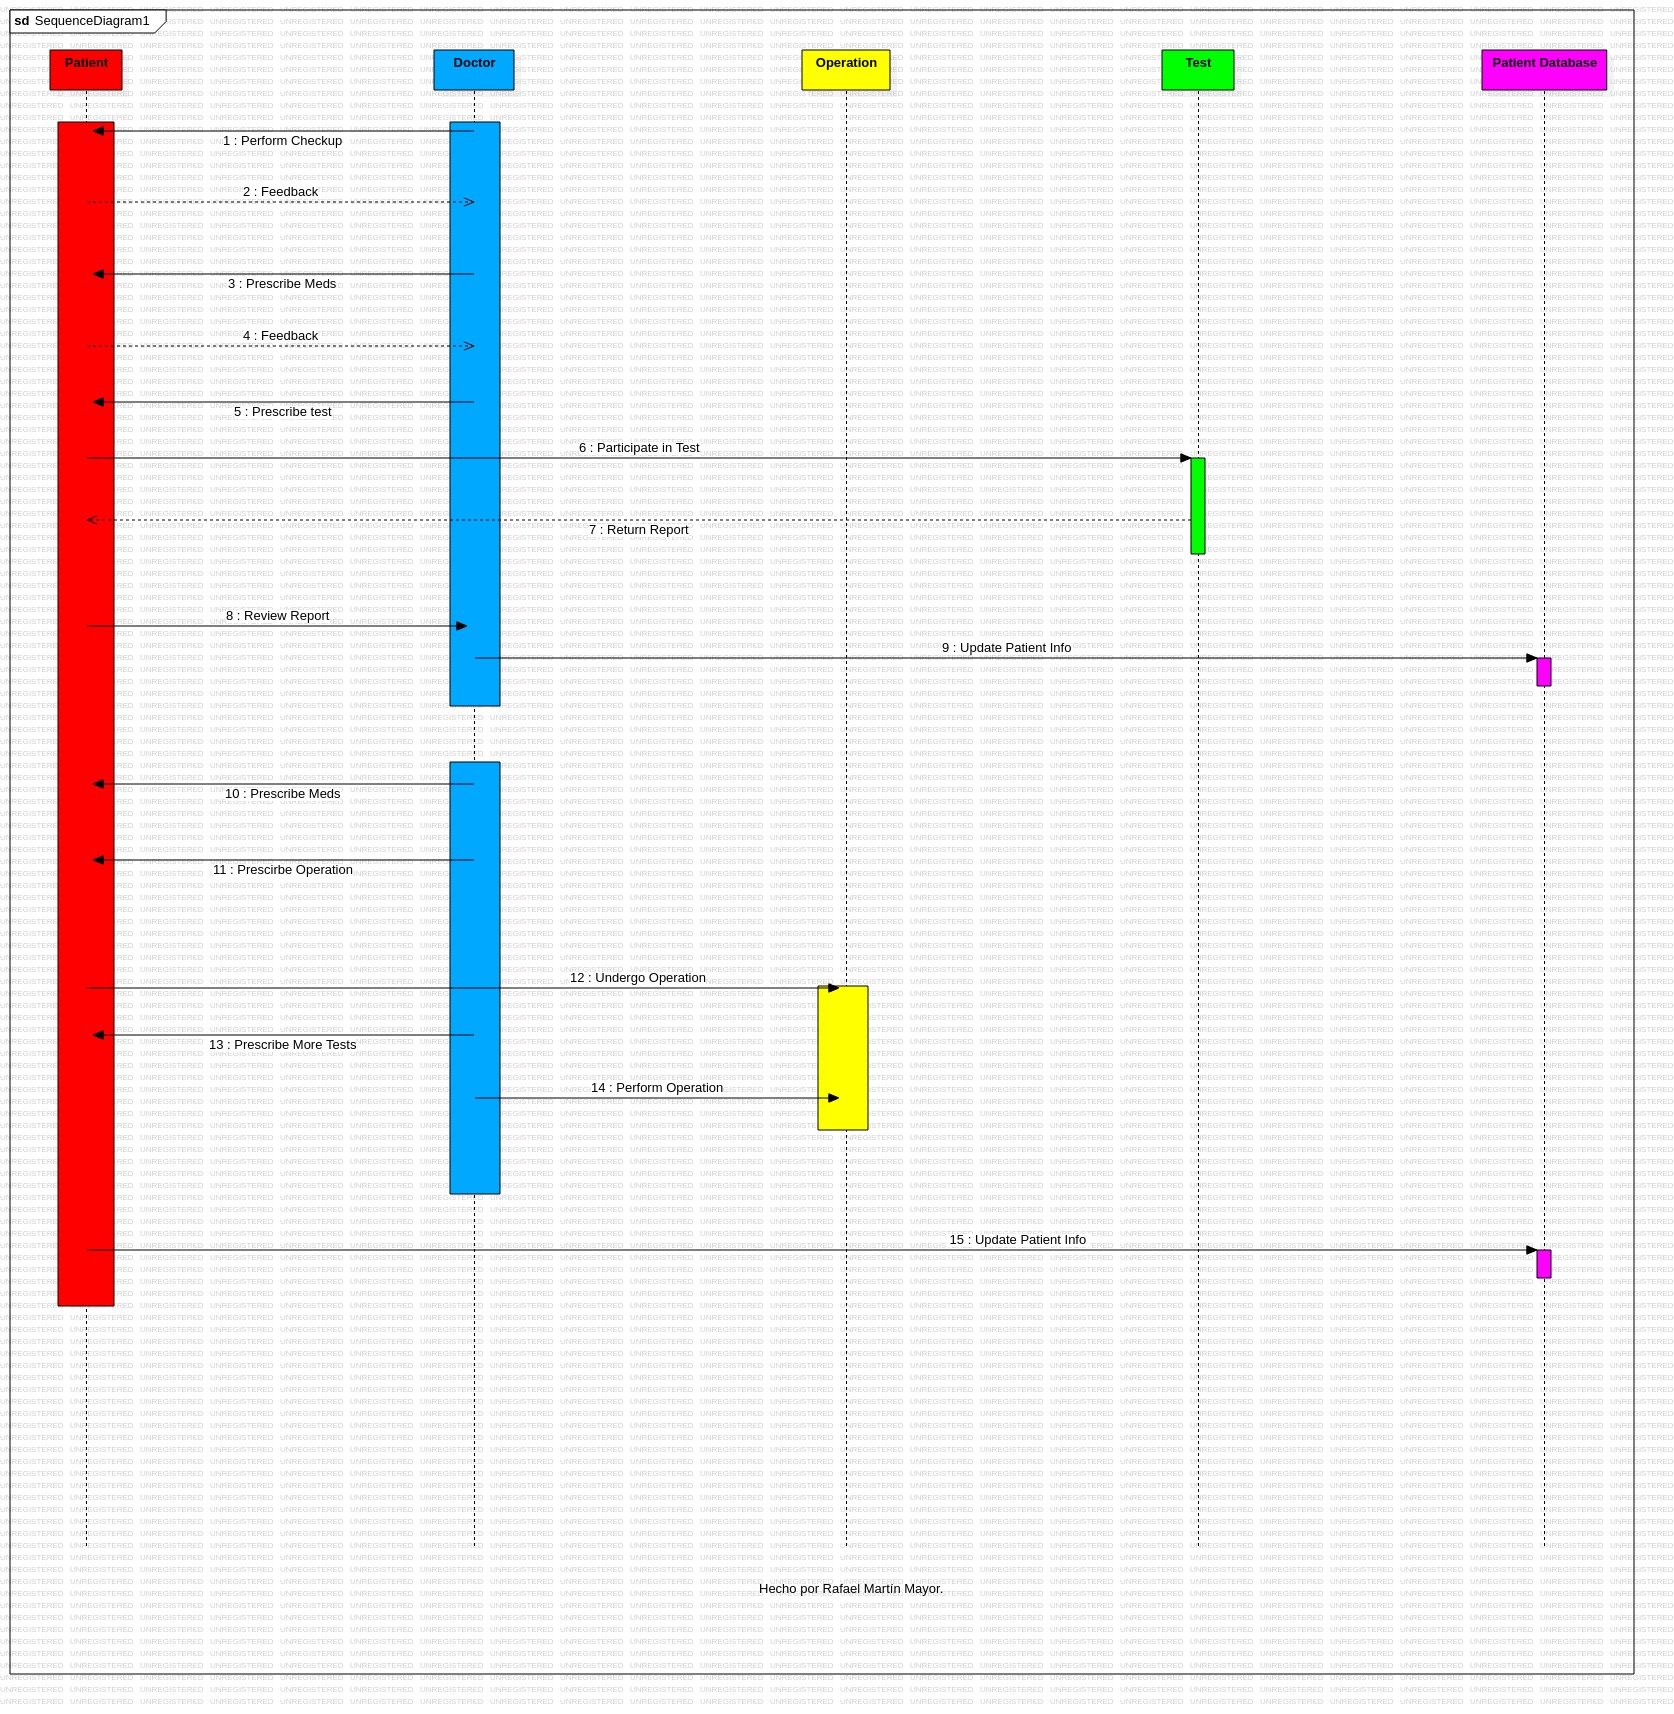 sd SequenceDiagram1
Patient
Doctor
Operation
Test
Patient Database
1 : Perform Checkup
2 : Feedback
3 : Prescribe Meds
4 : Feedback
5 : Prescribe test
6 : Participate in Test
7 : Return Report
8 : Review Report
9 : Update Patient Info
10 : Prescribe Meds
11 : Prescirbe Operation
12 : Undergo Operation
13 : Prescribe More Tests
14 : Perform Operation
15 : Update Patient Info
Hecho por Rafael Martín Mayor.
UNREGISTERED